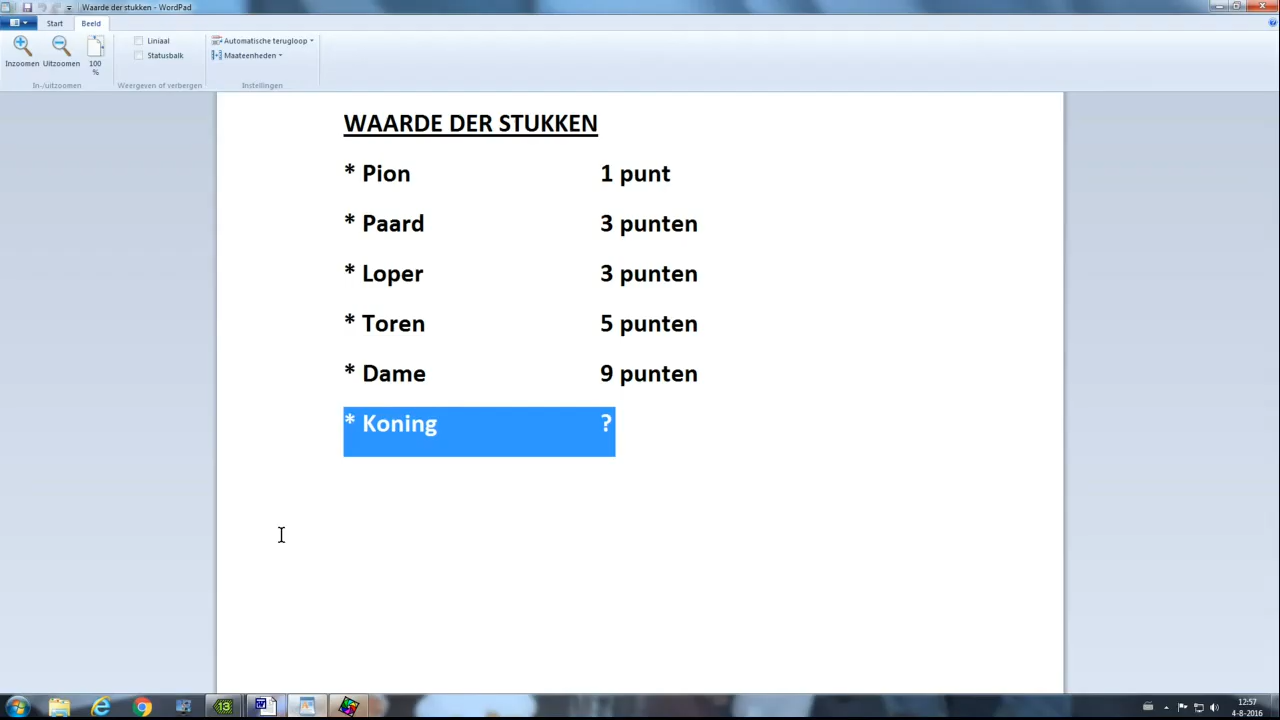 Waarde der stukken - WordPad
Start Beeld
Inzoomen Uitzoomen 100 %
Liniaal
Statusbalk
Automatische terugloop
Maateenheden
In-/uitzoomen Weergeven of verbergen Instellingen
WAARDE DER STUKKEN
* Pion 1 punt
* Paard 3 punten
* Loper 3 punten
* Toren 5 punten
* Dame 9 punten
* Koning ?
13
12:57
4-8-2016